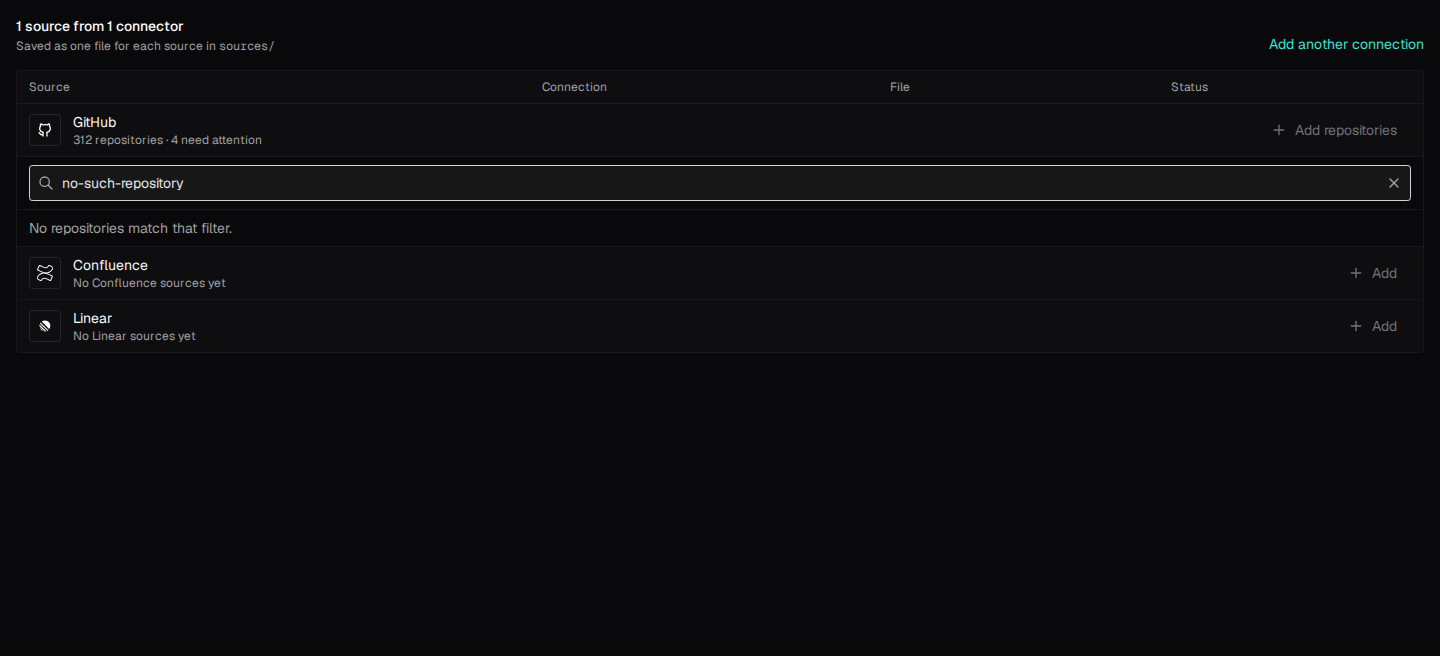 1 source from 1 connector
Saved as one file for each source in sources/
Add another connection
Source Connection File Status
GitHub
312 repositories · 4 need attention
+ Add repositories
no-such-repository
No repositories match that filter.
Confluence
No Confluence sources yet
+ Add
Linear
No Linear sources yet
+ Add